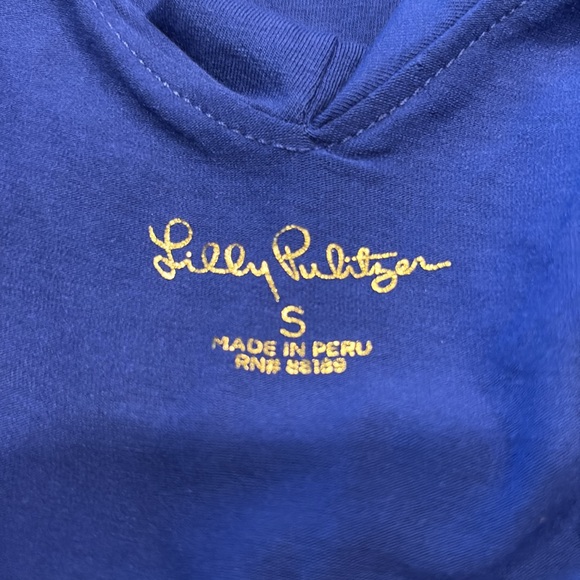 Lilly Pulitzer
S
MADE IN PERU
RN# 88189